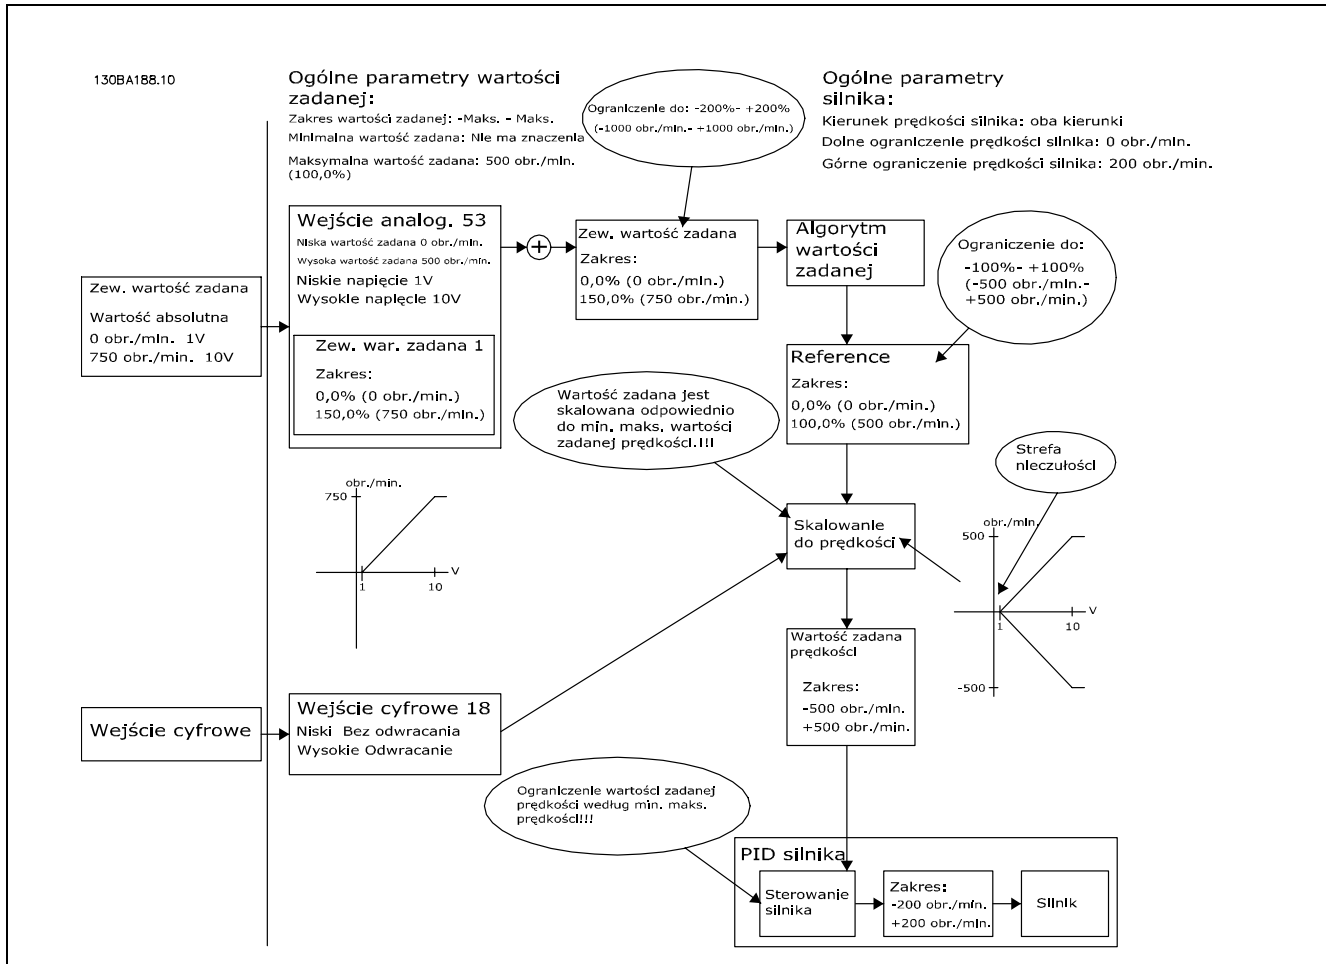 130BA188.10
Ogólne parametry wartości
zadanej:
Zakres wartości zadanej: -Maks. - Maks.
Minimalna wartość zadana: Nie ma znaczenia
Maksymalna wartość zadana: 500 obr./min.
(100,0%)
Ograniczenie do: -200%- +200%
(-1000 obr./min.- +1000 obr./min.)
Ogólne parametry
silnika:
Kierunek prędkości silnika: oba kierunki
Dolne ograniczenie prędkości silnika: 0 obr./min.
Górne ograniczenie prędkości silnika: 200 obr./min.
Zew. wartość zadana
Wartość absolutna
0 obr./min. 1V
750 obr./min. 10V
Wejście analog. 53
Niska wartość zadana 0 obr./min.
Wysoka wartość zadana 500 obr./min.
Niskie napięcie 1V
Wysokie napięcie 10V
Zew. war. zadana 1
Zakres:
0,0% (0 obr./min.)
150,0% (750 obr./min.)
+
Zew. wartość zadana
Zakres:
0,0% (0 obr./min.)
150,0% (750 obr./min.)
Algorytm
wartości
zadanej
Ograniczenie do:
-100%- +100%
(-500 obr./min.-
+500 obr./min.)
Reference
Zakres:
0,0% (0 obr./min.)
100,0% (500 obr./min.)
Wartość zadana jest
skalowana odpowiednio
do min. maks. wartości
zadanej prędkości.!!!
Strefa
nieczułości
obr./min.
750
1
10
V
Skalowanie
do prędkości
obr./min.
500
V
1
10
-500
Wartość zadana
prędkości
Zakres:
-500 obr./min.
+500 obr./min.
Wejście cyfrowe
Wejście cyfrowe 18
Niski Bez odwracania
Wysokie Odwracanie
Ograniczenie wartości zadanej
prędkości według min. maks.
prędkości!!!
PID silnika
Sterowanie
silnika
Zakres:
-200 obr./min.
+200 obr./min.
Silnik